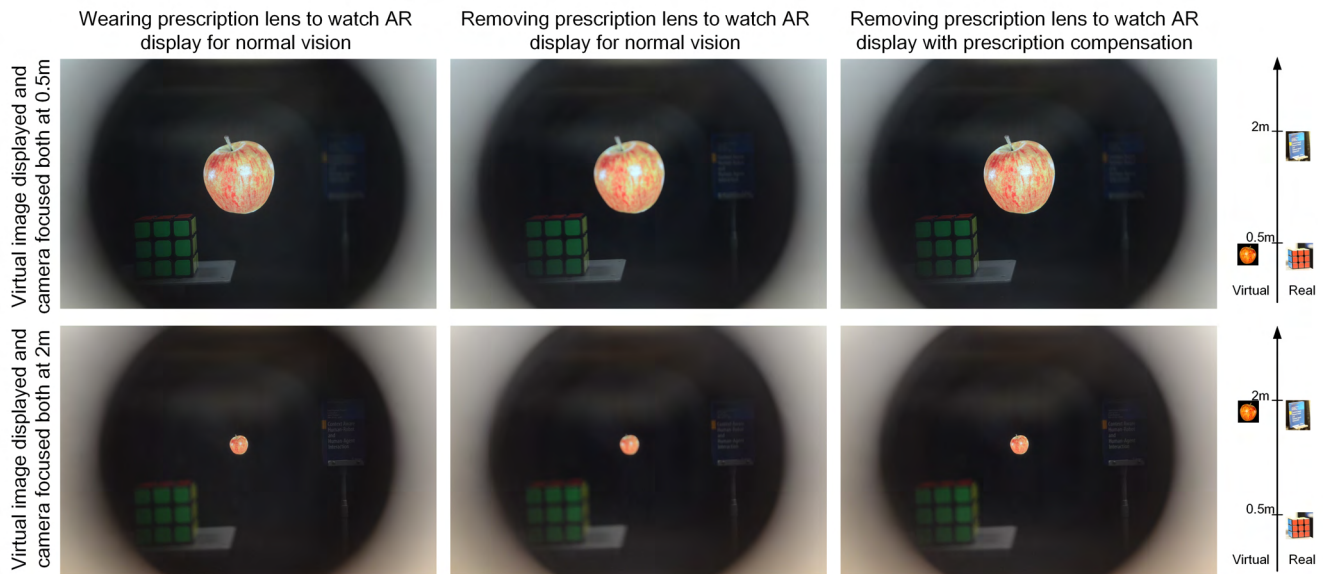 Wearing prescription lens to watch AR
display for normal vision
Removing prescription lens to watch AR
display for normal vision
Removing prescription lens to watch AR
display with prescription compensation
Virtual image displayed and
camera focused both at 0.5m
2m
0.5m
Virtual
Real
Virtual image displayed and
camera focused both at 2m
2m
0.5m
Virtual
Real